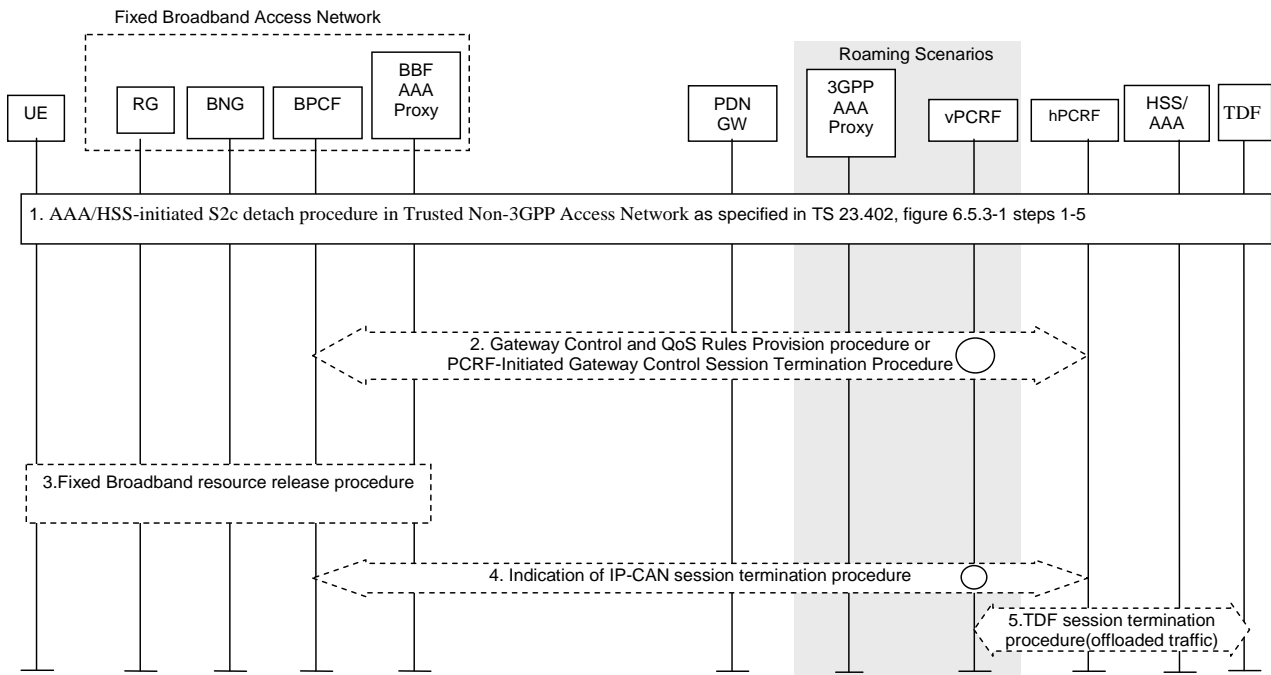 Fixed Broadband Access Network
Roaming Scenarios
UE
RG
BNG
BPCF
BBF
AAA
Proxy
PDN
GW
3GPP
AAA
Proxy
vPCRF
hPCRF
HSS/
AAA
TDF
1. AAA/HSS-initiated S2c detach procedure in Trusted Non-3GPP Access Network as specified in TS 23.402, figure 6.5.3-1 steps 1-5
2. Gateway Control and QoS Rules Provision procedure or
PCRF-Initiated Gateway Control Session Termination Procedure
3.Fixed Broadband resource release procedure
4. Indication of IP-CAN session termination procedure
5.TDF session termination
procedure(offloaded traffic)